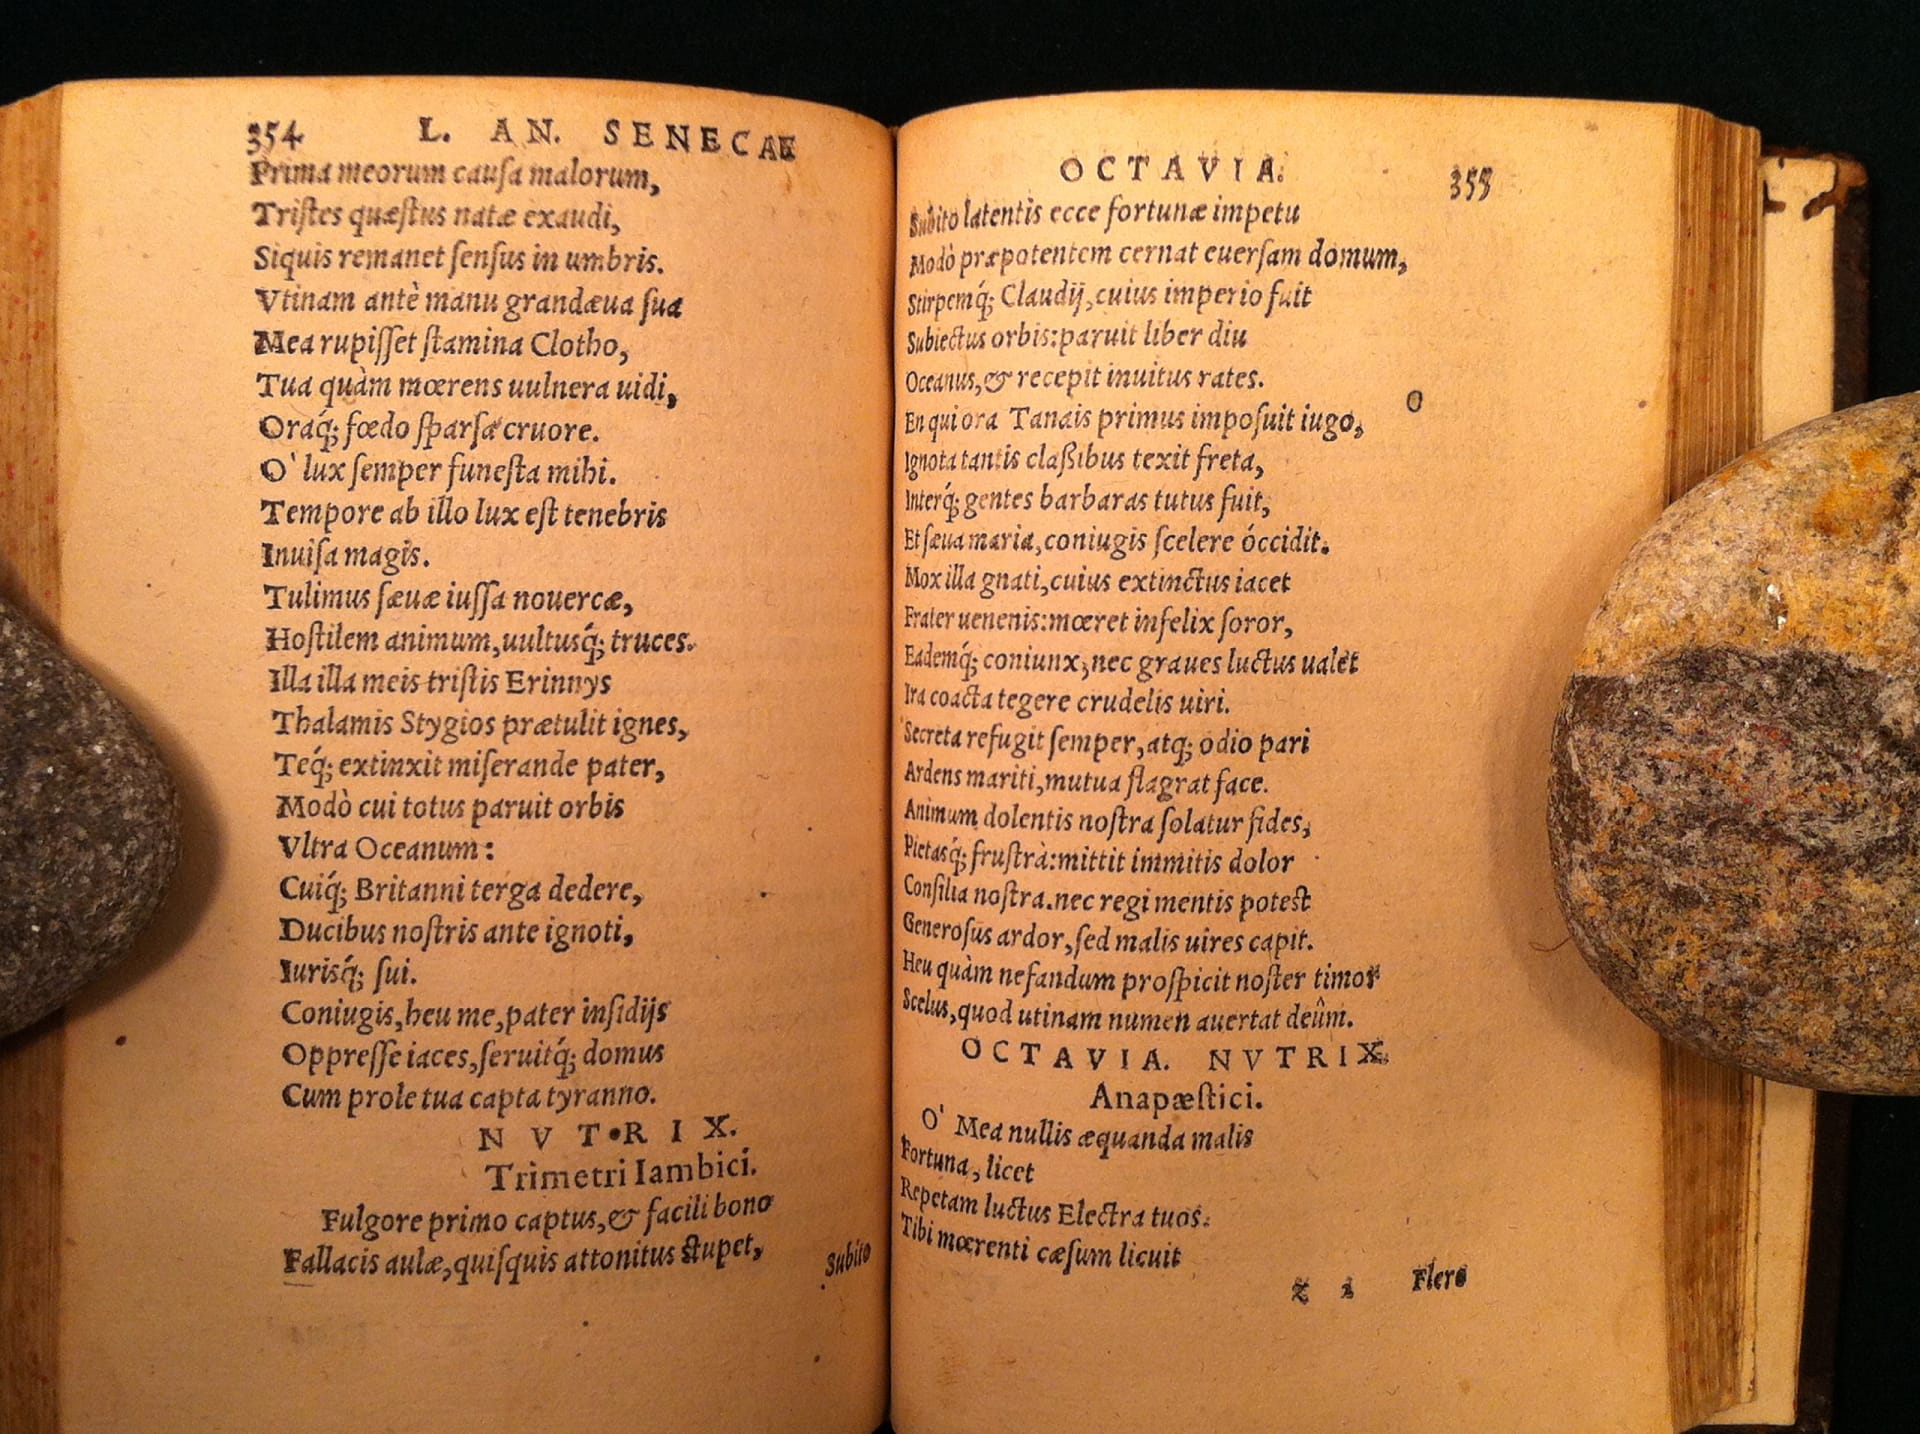 354 L. AN. SENECAE
Prima meorum causa malorum,
Tristes quæstus natæ exaudi,
Siquis remanet sensus in umbris.
Vtinam antè manu grandæua sua
Mea rupisset stamina Clotho,
Tua quàm mœrens uulnera uidi,
Oraq́; fœdo sparsa cruore.
O' lux semper funesta mihi.
Tempore ab illo lux est tenebris
Inuisa magis.
Tulimus sæuæ iussa nouercæ,
Hostilem animum, uultusq́; truces.
Illa illa meis tristis Erinnys
Thalamis Stygios prætulit ignes,
Teq́; extinxit miserande pater,
Modò cui totus paruit orbis
Vltra Oceanum:
Cuiq́; Britanni terga dedere,
Ducibus nostris ante ignoti,
Iurisq́; sui.
Coniugis, heu me, pater insidijs
Oppresse iaces, seruitq́; domus
Cum prole tua capta tyranno.
NVTRIX.
Trimetri Iambici.
Fulgore primo captus, & facili bono
Fallacis aulæ, quisquis attonitus stupet,
Subito
OCTAVIA. 355
Subito latentis ecce fortunæ impetu
Modò præpotentem cernat euersam domum,
Stirpemq́; Claudij, cuius imperio fuit
Subiectus orbis: paruit liber diu
Oceanus, & recepit inuitus rates.
En qui ora Tanais primus imposuit iugo,
Ignota tantis classibus texit freta,
Interq́; gentes barbaras tutus fuit,
Et sæua maria, coniugis scelere óccidit.
Mox illa gnati, cuius extinctus iacet
Frater uenenis: mœret infelix soror,
Eademq́; coniunx, nec graues luctus ualet
Ira coacta tegere crudelis uiri.
Secreta refugit semper, atq; odio pari
Ardens mariti, mutua flagrat face.
Animum dolentis nostra solatur fides,
Pietasq́; frustrà: mittit immitis dolor
Consilia nostra. nec regi mentis potest
Generosus ardor, sed malis uires capit.
Heu quàm nefandum prospicit noster timor
Scelus, quod utinam numen auertat deûm.
OCTAVIA. NVTRIX.
Anapæstici.
O' Mea nullis æquanda malis
Fortuna, licet
Repetam luctus Electra tuos.
Tibi mœrenti cæsum licuit
Z 2 Flere